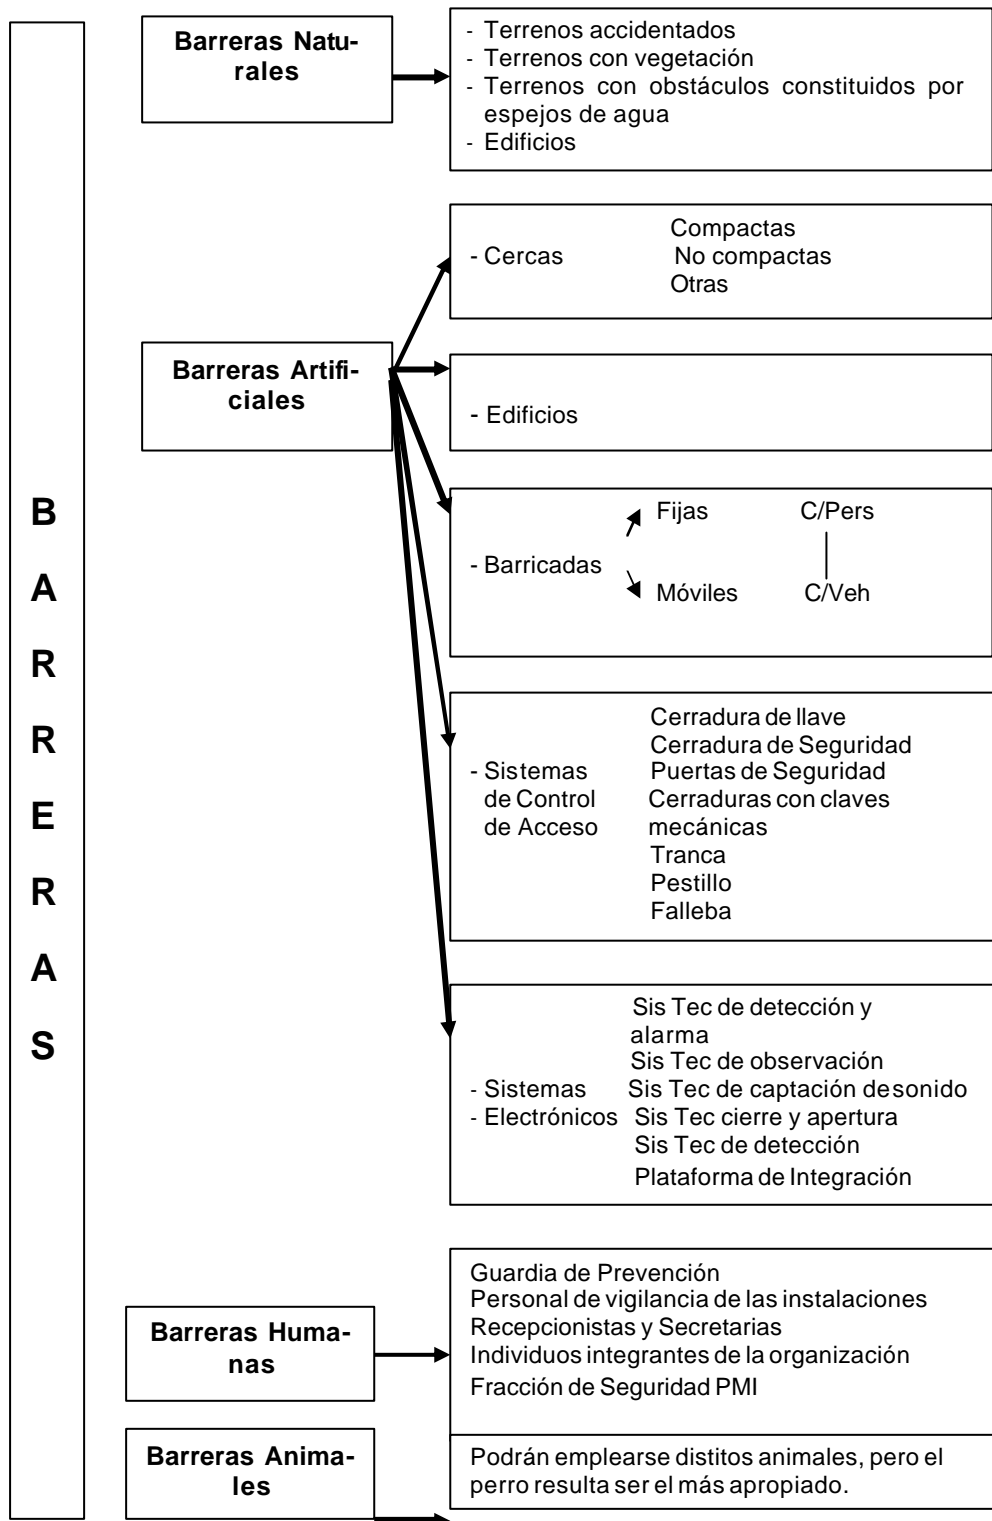 B
A
R
R
E
R
A
S
Barreras Natu-
rales
- Terrenos accidentados
- Terrenos con vegetación
- Terrenos con obstáculos constituidos por
espejos de agua
- Edificios
Barreras Artifi-
ciales
- Cercas
Compactas
No compactas
Otras
- Edificios
- Barricadas
Fijas C/Pers
Móviles C/Veh
- Sistemas
de Control
de Acceso
Cerradura de llave
Cerradura de Seguridad
Puertas de Seguridad
Cerraduras con claves
mecánicas
Tranca
Pestillo
Falleba
- Sistemas
- Electrónicos
Sis Tec de detección y
alarma
Sis Tec de observación
Sis Tec de captación desonido
Sis Tec cierre y apertura
Sis Tec de detección
Plataforma de Integración
Barreras Huma-
nas
Guardia de Prevención
Personal de vigilancia de las instalaciones
Recepcionistas y Secretarias
Individuos integrantes de la organización
Fracción de Seguridad PMI
Barreras Anima-
les
Podrán emplearse distitos animales, pero el
perro resulta ser el más apropiado.